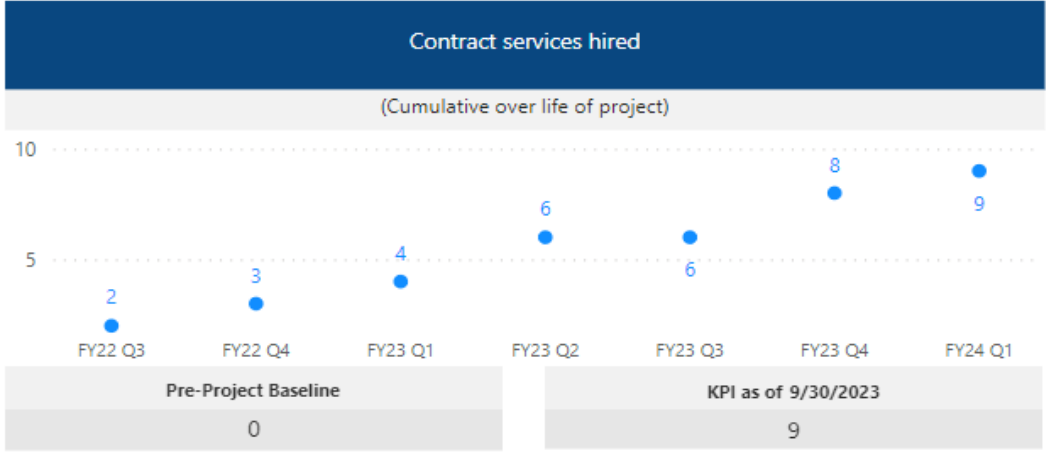 Contract services hired
(Cumulative over life of project)
10
5
2
3
4
6
6
8
9
FY22 Q3 FY22 Q4 FY23 Q1 FY23 Q2 FY23 Q3 FY23 Q4 FY24 Q1
Pre-Project Baseline
0
KPI as of 9/30/2023
9